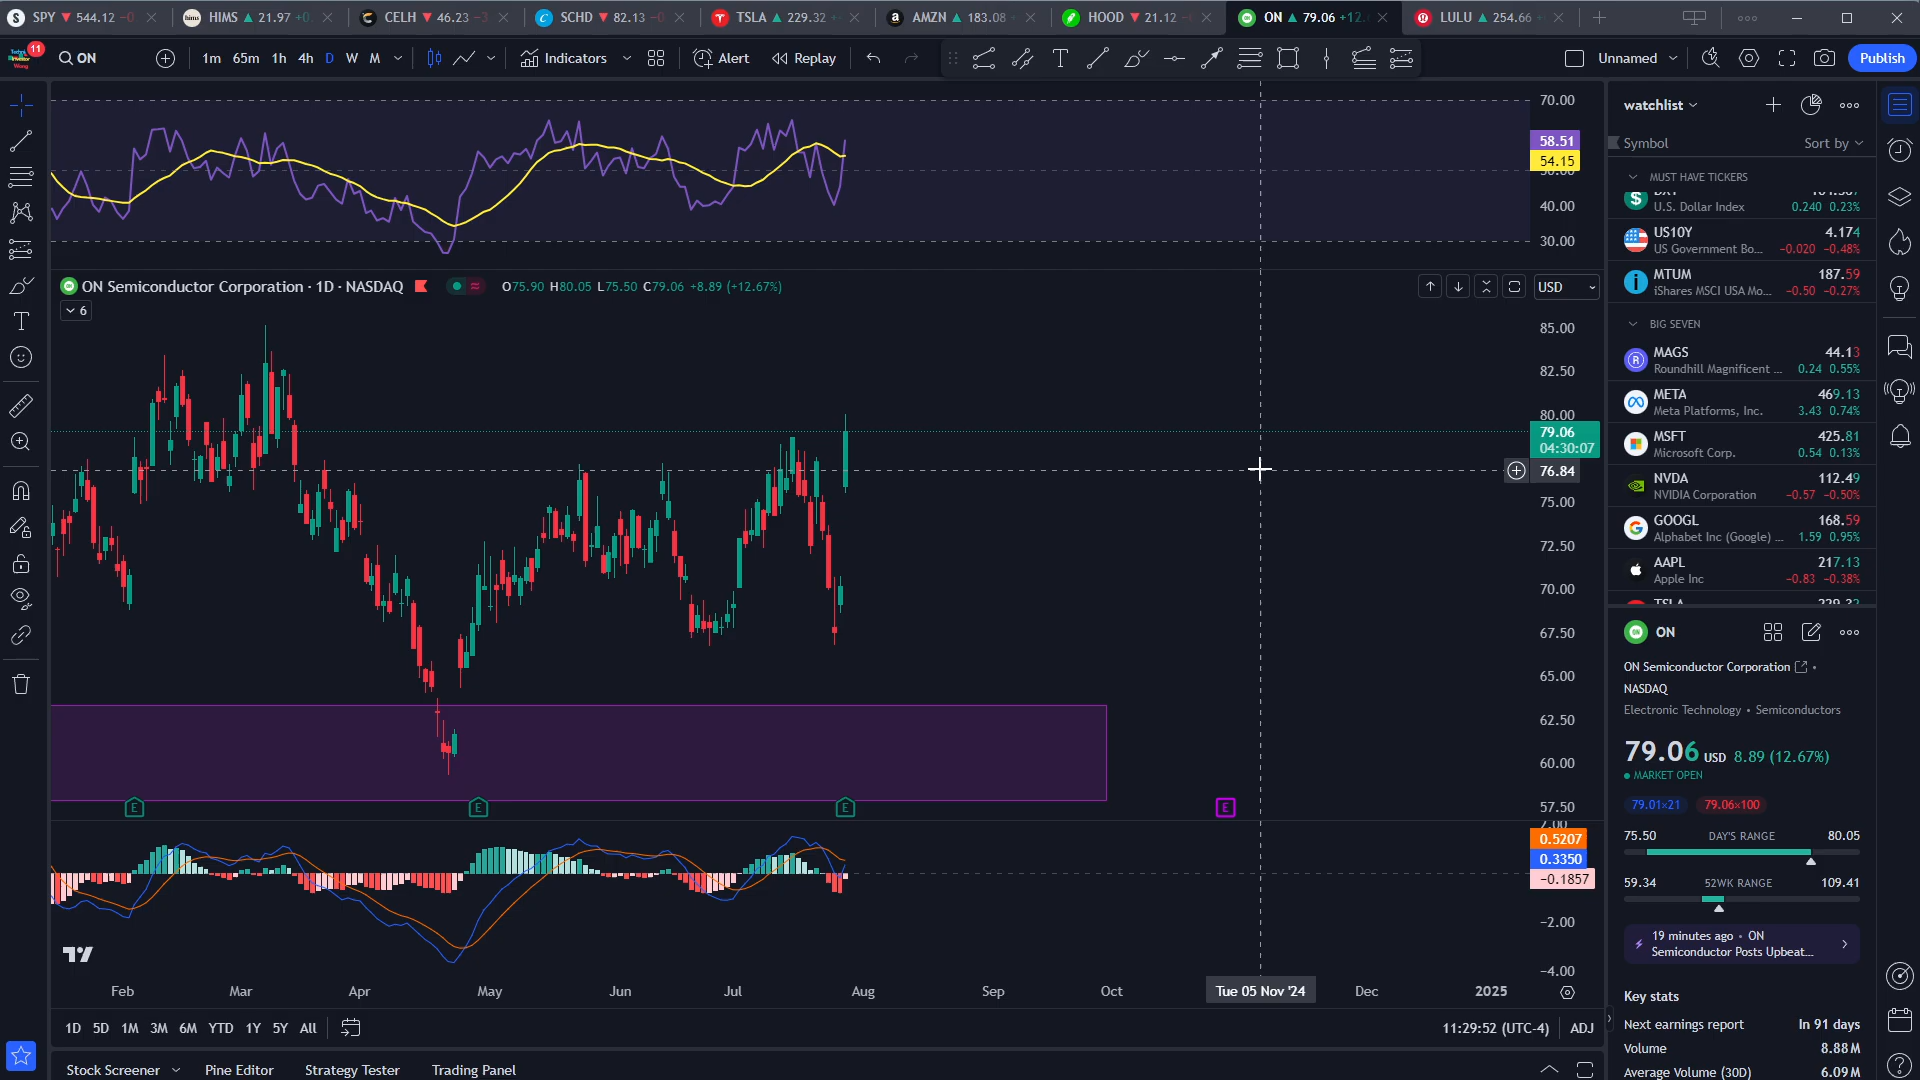 SPY ▼ 544.12 −0
HIMS ▲ 21.97 +0
CELH ▼ 46.23 −3
SCHD ▼ 82.13 −0
TSLA ▲ 229.32
AMZN ▲ 183.08
HOOD ▼ 21.12
ON ▲ 79.06 +12.
LULU ▲ 254.66
11
ON
1m 65m 1h 4h D W M
Indicators
Alert
Replay
Unnamed
Publish
70.00
58.51
54.15
40.00
30.00
ON Semiconductor Corporation · 1D · NASDAQ
O75.90 H80.05 L75.50 C79.06 +8.89 (+12.67%)
USD
6
85.00
82.50
80.00
79.06
04:30:07
76.84
75.00
72.50
70.00
67.50
65.00
62.50
60.00
57.50
E E E E
0.5207
0.3350
−0.1857
−2.00
−4.00
Feb Mar Apr May Jun Jul Aug Sep Oct Tue 05 Nov '24 Dec 2025
1D 5D 1M 3M 6M YTD 1Y 5Y All
11:29:52 (UTC-4) ADJ
Stock Screener Pine Editor Strategy Tester Trading Panel
watchlist
Symbol Sort by
MUST HAVE TICKERS
U.S. Dollar Index 0.240 0.23%
US10Y 4.174
US Government Bo... −0.020 −0.48%
MTUM 187.59
iShares MSCI USA Mo... −0.50 −0.27%
BIG SEVEN
MAGS 44.13
Roundhill Magnificent ... 0.24 0.55%
META 469.13
Meta Platforms, Inc. 3.43 0.74%
MSFT 425.81
Microsoft Corp. 0.54 0.13%
NVDA 112.49
NVIDIA Corporation −0.57 −0.50%
GOOGL 168.59
Alphabet Inc (Google) ... 1.59 0.95%
AAPL 217.13
Apple Inc −0.83 −0.38%
ON
ON Semiconductor Corporation •
NASDAQ
Electronic Technology • Semiconductors
79.06 USD 8.89 (12.67%)
MARKET OPEN
79.01×21 79.06×100
75.50 DAY'S RANGE 80.05
59.34 52WK RANGE 109.41
19 minutes ago • ON
Semiconductor Posts Upbeat...
Key stats
Next earnings report In 91 days
Volume 8.88M
Average Volume (30D) 6.09M